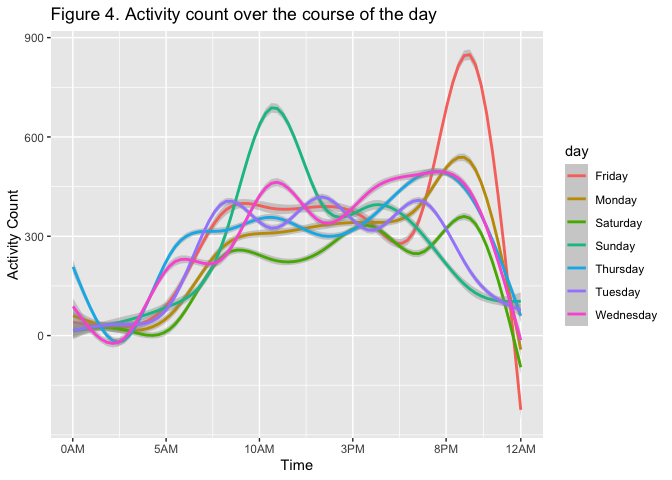 Figure 4. Activity count over the course of the day
900
600
300
0
Activity Count
0AM 5AM 10AM 3PM 8PM 12AM
Time
day
Friday
Monday
Saturday
Sunday
Thursday
Tuesday
Wednesday